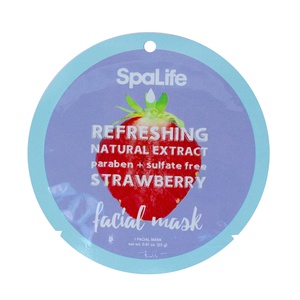 SpaLife
REFRESHING
NATURAL EXTRACT
paraben + sulfate free
STRAWBERRY
facial mask
1 FACIAL MASK